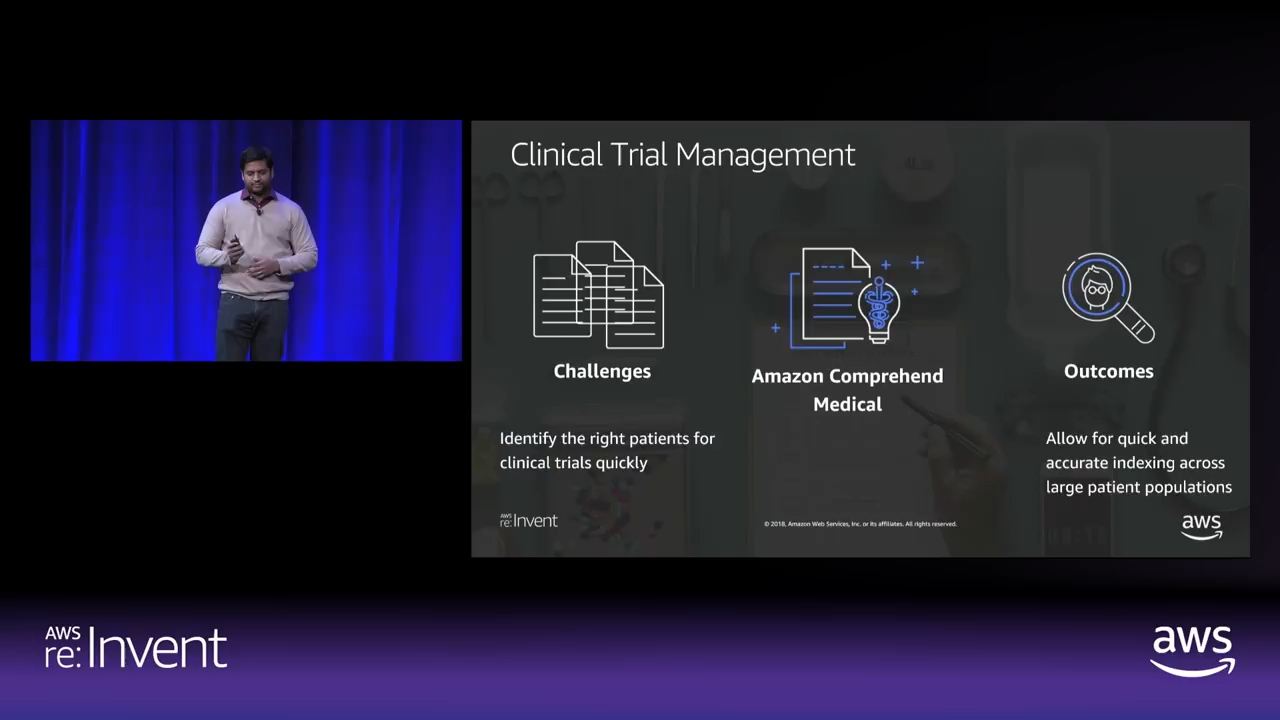 Clinical Trial Management
Challenges
Amazon Comprehend
Medical
Outcomes
Identify the right patients for
clinical trials quickly
Allow for quick and
accurate indexing across
large patient populations
AWS
re:Invent
© 2018, Amazon Web Services, Inc. or its affiliates. All rights reserved.
aws
AWS
re:Invent
aws